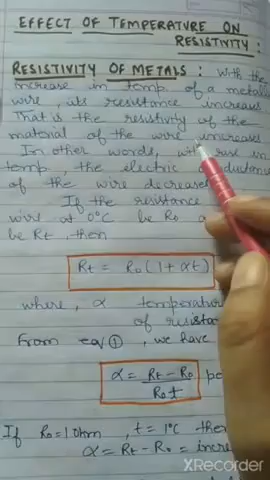 EFFECT OF TEMPERATURE ON
RESISTIVITY:
RESISTIVITY OF METALS: With the
increase in temp. of a metallic
wire, its resistance increases.
That is the resistivity of the
material of the wire increases
In other words, with rise in
temp the electric
of the wire decreases
If the resistance
wire at 0°C be R₀
be Rt, then
Rt = R₀ (1 + αt)
where, α temperature
of resistance
From eq/ ①, we have
α = Rt - R₀ / R₀ t
If R₀ = 1 Ohm, t = 1°C then
α = Rt - R₀ =
XRecorder